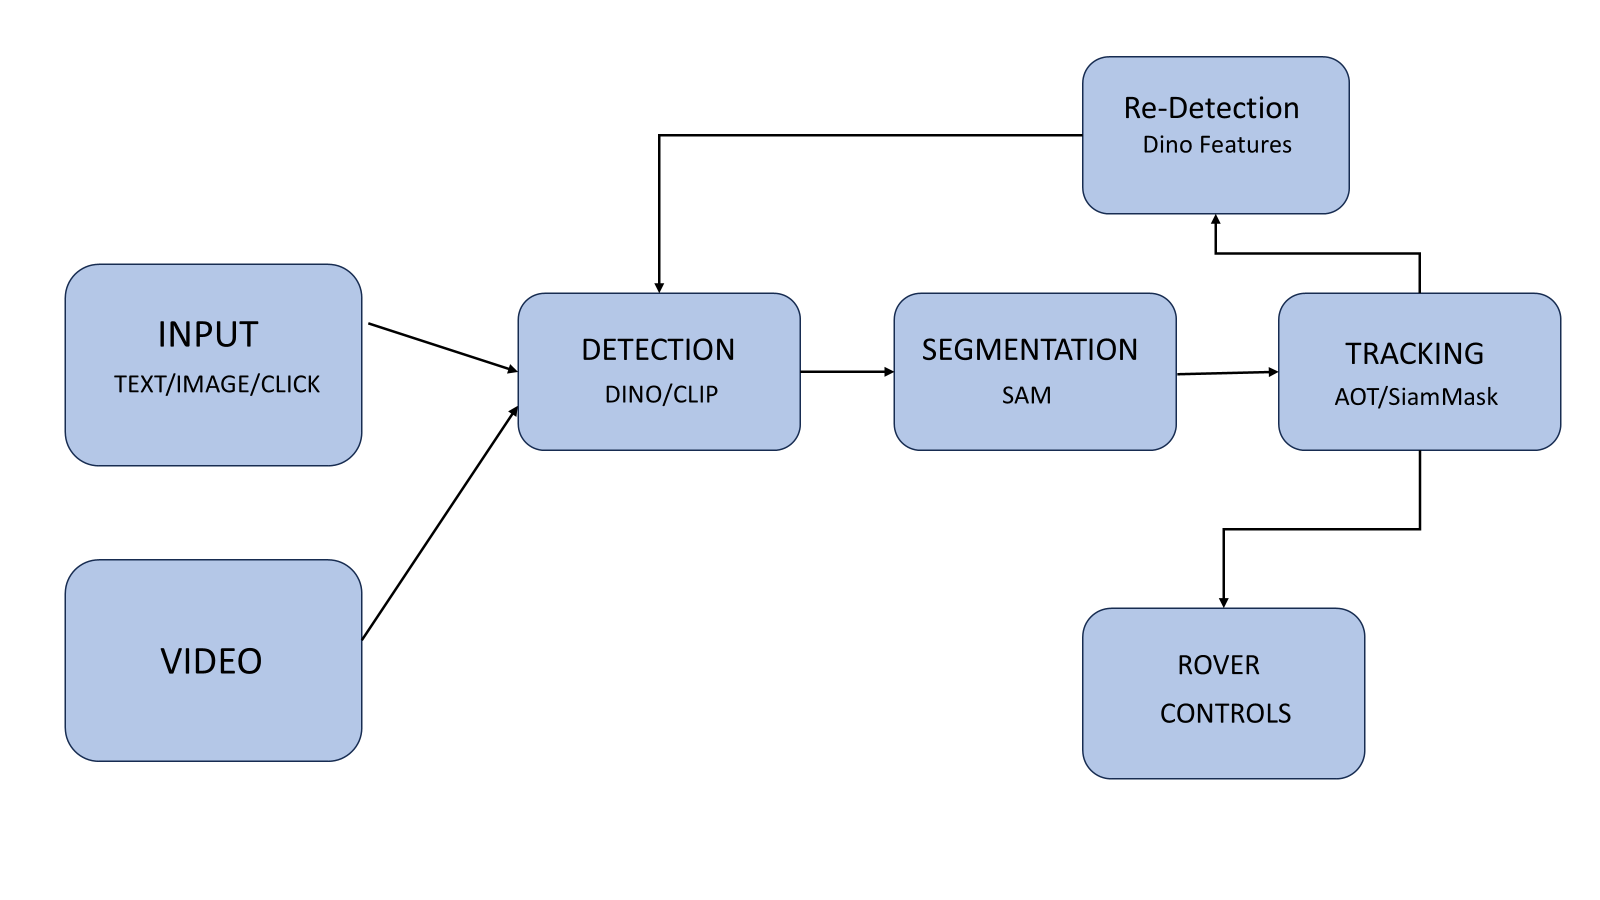 Re-Detection
Dino Features
INPUT
TEXT/IMAGE/CLICK
DETECTION
DINO/CLIP
SEGMENTATION
SAM
TRACKING
AOT/SiamMask
VIDEO
ROVER
CONTROLS